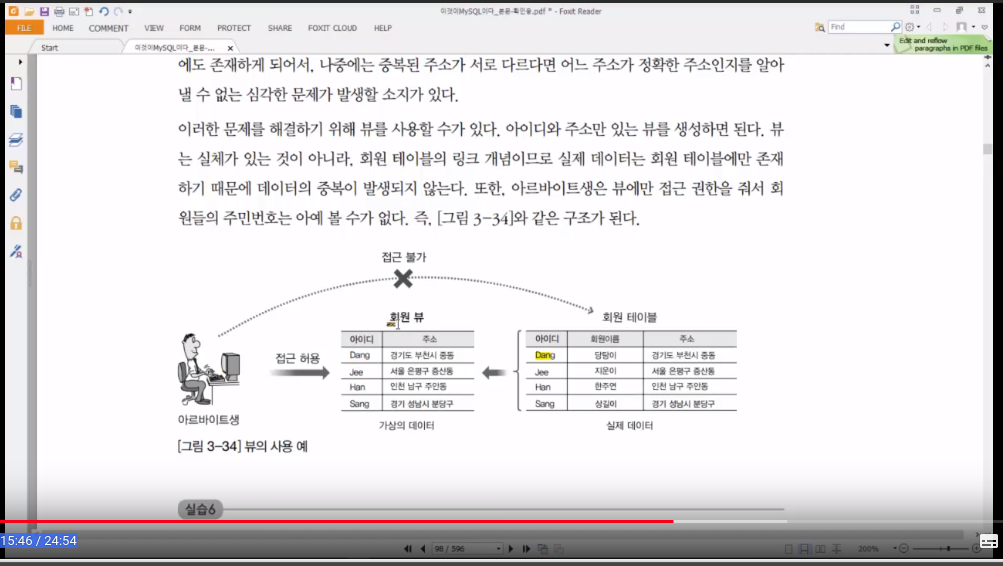 이것이MySQL이다_본문-확인용.pdf * - Foxit Reader
FILE HOME COMMENT VIEW FORM PROTECT SHARE FOXIT CLOUD HELP
Find
Start
이것이MySQL이다_본문-...
Edit and reflow
paragraphs in PDF files
에도 존재하게 되어서, 나중에는 중복된 주소가 서로 다르다면 어느 주소가 정확한 주소인지를 알아
낼 수 없는 심각한 문제가 발생할 소지가 있다.
이러한 문제를 해결하기 위해 뷰를 사용할 수가 있다. 아이디와 주소만 있는 뷰를 생성하면 된다. 뷰
는 실체가 있는 것이 아니라, 회원 테이블의 링크 개념이므로 실제 데이터는 회원 테이블에만 존재
하기 때문에 데이터의 중복이 발생되지 않는다. 또한, 아르바이트생은 뷰에만 접근 권한을 줘서 회
원들의 주민번호는 아예 볼 수가 없다. 즉, [그림 3-34]와 같은 구조가 된다.
접근 불가
회원 뷰
회원 테이블
접근 허용
아르바이트생
아이디 주소
Dang 경기도 부천시 중동
Jee 서울 은평구 증산동
Han 인천 남구 주안동
Sang 경기 성남시 분당구
가상의 데이터
아이디 회원이름 주소
Dang 당탕이 경기도 부천시 중동
Jee 지운이 서울 은평구 증산동
Han 한주연 인천 남구 주안동
Sang 상길이 경기 성남시 분당구
실제 데이터
[그림 3-34] 뷰의 사용 예
실습6
15:46 / 24:54
98 / 596
200%